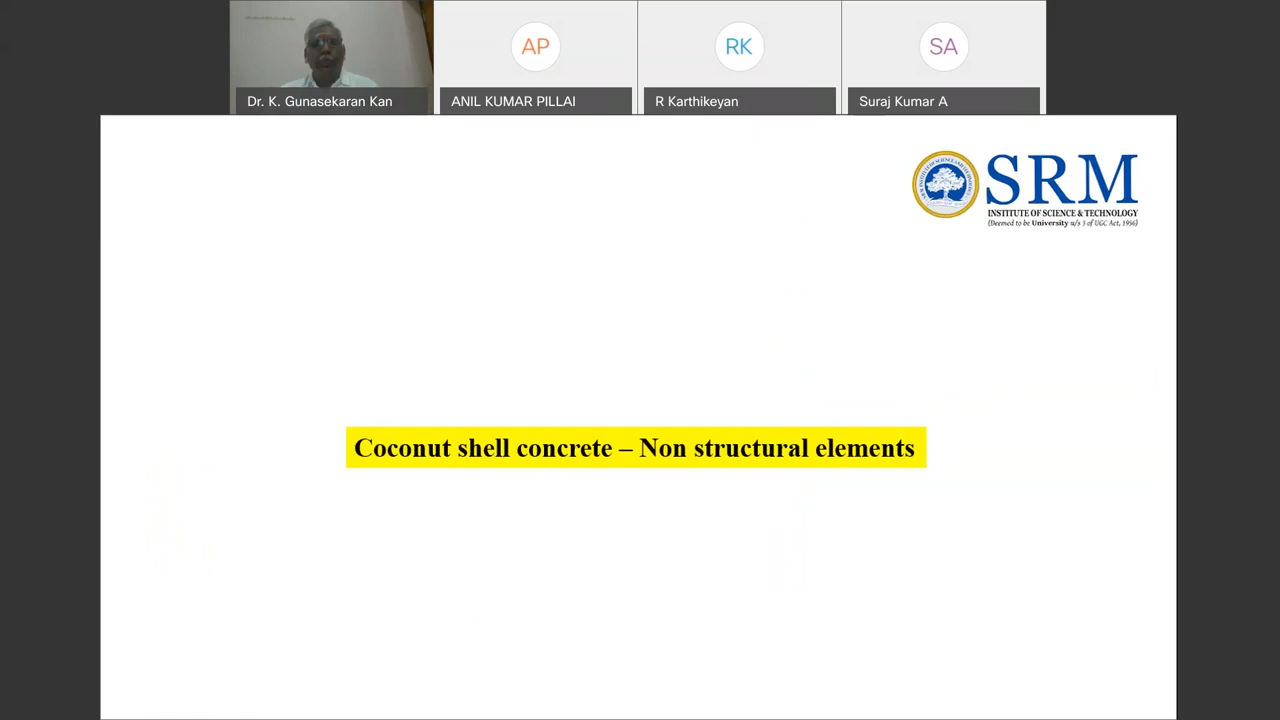 Dr. K. Gunasekaran Kan
AP
ANIL KUMAR PILLAI
RK
R Karthikeyan
SA
Suraj Kumar A
SRM
INSTITUTE OF SCIENCE & TECHNOLOGY
(Deemed to be University u/s 3 of UGC Act, 1956)
Coconut shell concrete – Non structural elements